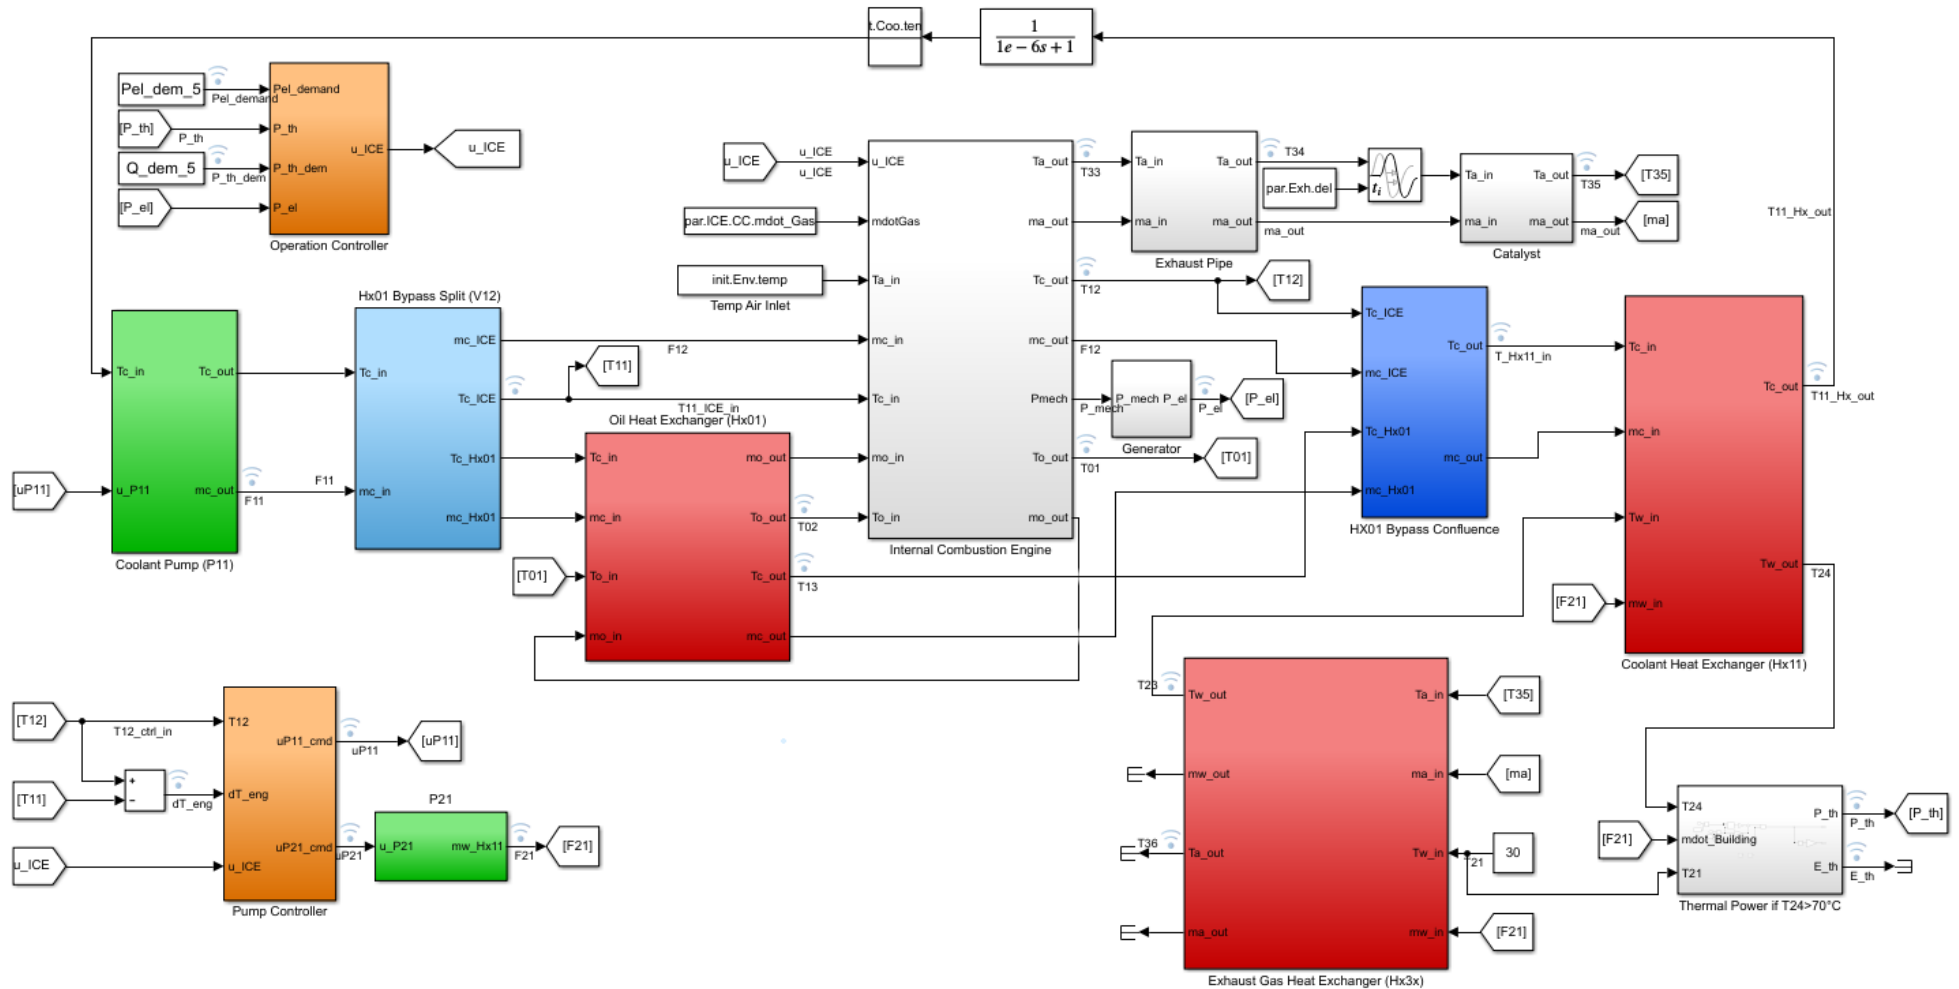 t.Coo.ten
1
1e − 6s + 1
Pel_dem_5
Pel_demand
Pel_demand
[P_th]
P_th
P_th
Q_dem_5
P_th_dem
P_th_dem
[P_el]
P_el
u_ICE
u_ICE
Operation Controller
u_ICE
u_ICE
u_ICE
u_ICE
par.ICE.CC.mdot_Gas
mdotGas
init.Env.temp
Temp Air Inlet
Ta_in
mc_in
Tc_in
mo_in
To_in
Ta_out
T33
ma_out
Tc_out
T12
mc_out
F12
Pmech
P_mech
To_out
T01
mo_out
Internal Combustion Engine
Ta_in
ma_in
Ta_out
T34
ma_out
ma_out
Exhaust Pipe
par.Exh.del
t_i
Ta_in
ma_in
Ta_out
T35
ma_out
ma_out
Catalyst
[T35]
[ma]
[T12]
P_mech
P_el
P_el
Generator
[P_el]
[T01]
T11_Hx_out
Tc_in
u_P11
Tc_out
mc_out
F11
F11
[uP11]
Coolant Pump (P11)
Hx01 Bypass Split (V12)
Tc_in
mc_in
mc_ICE
F12
Tc_ICE
T11_ICE_in
[T11]
Tc_Hx01
mc_Hx01
Oil Heat Exchanger (Hx01)
Tc_in
mc_in
To_in
mo_in
mo_out
To_out
T02
Tc_out
T13
mc_out
[T01]
Tc_ICE
mc_ICE
Tc_Hx01
mc_Hx01
Tc_out
T_Hx11_in
mc_out
HX01 Bypass Confluence
Tc_in
mc_in
Tw_in
mw_in
[F21]
Tc_out
T11_Hx_out
Tw_out
T24
Coolant Heat Exchanger (Hx11)
[T12]
T12_ctrl_in
[T11]
+
−
dT_eng
u_ICE
T12
dT_eng
u_ICE
uP11_cmd
uP11
[uP11]
uP21_cmd
uP21
Pump Controller
P21
u_P21
mw_Hx11
F21
[F21]
T23
Tw_out
mw_out
T36
Ta_out
ma_out
Ta_in
[T35]
ma_in
[ma]
Tw_in
T21
30
mw_in
[F21]
Exhaust Gas Heat Exchanger (Hx3x)
[F21]
T24
mdot_Building
T21
P_th
P_th
[P_th]
E_th
E_th
Thermal Power if T24>70°C